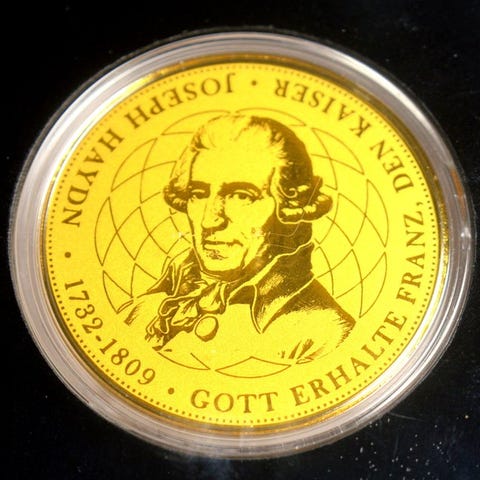 JOSEPH HAYDN • 1732-1809 • GOTT ERHALTE FRANZ, DEN KAISER •